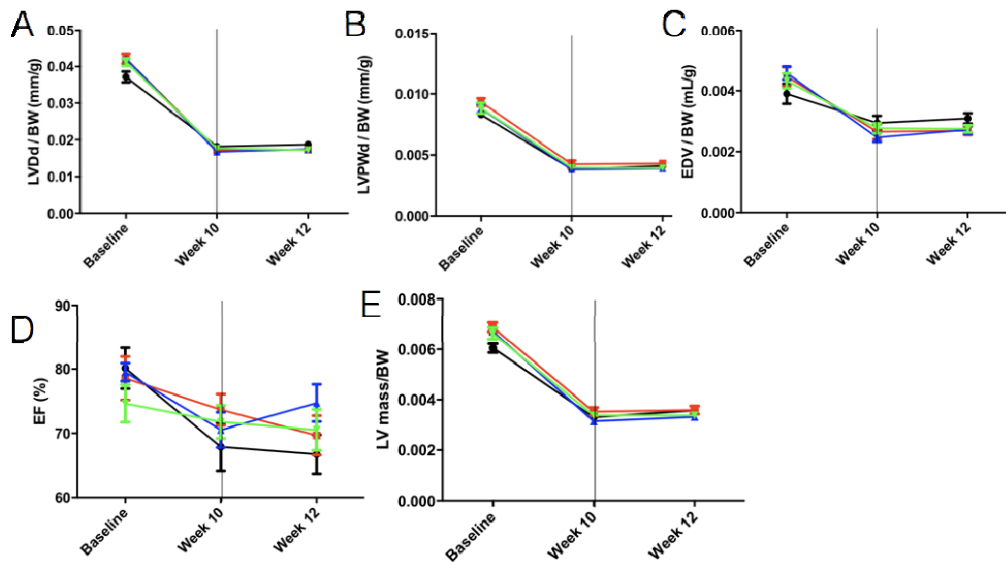 A
LVDd / BW (mm/g)
0.05
0.04
0.03
0.02
0.01
0.00
Baseline
Week 10
Week 12
B
LVPWd / BW (mm/g)
0.015
0.010
0.005
0.000
Baseline
Week 10
Week 12
C
EDV / BW (mL/g)
0.006
0.004
0.002
0.000
Baseline
Week 10
Week 12
D
EF (%)
90
80
70
60
Baseline
Week 10
Week 12
E
LV mass/BW
0.008
0.006
0.004
0.002
0.000
Baseline
Week 10
Week 12